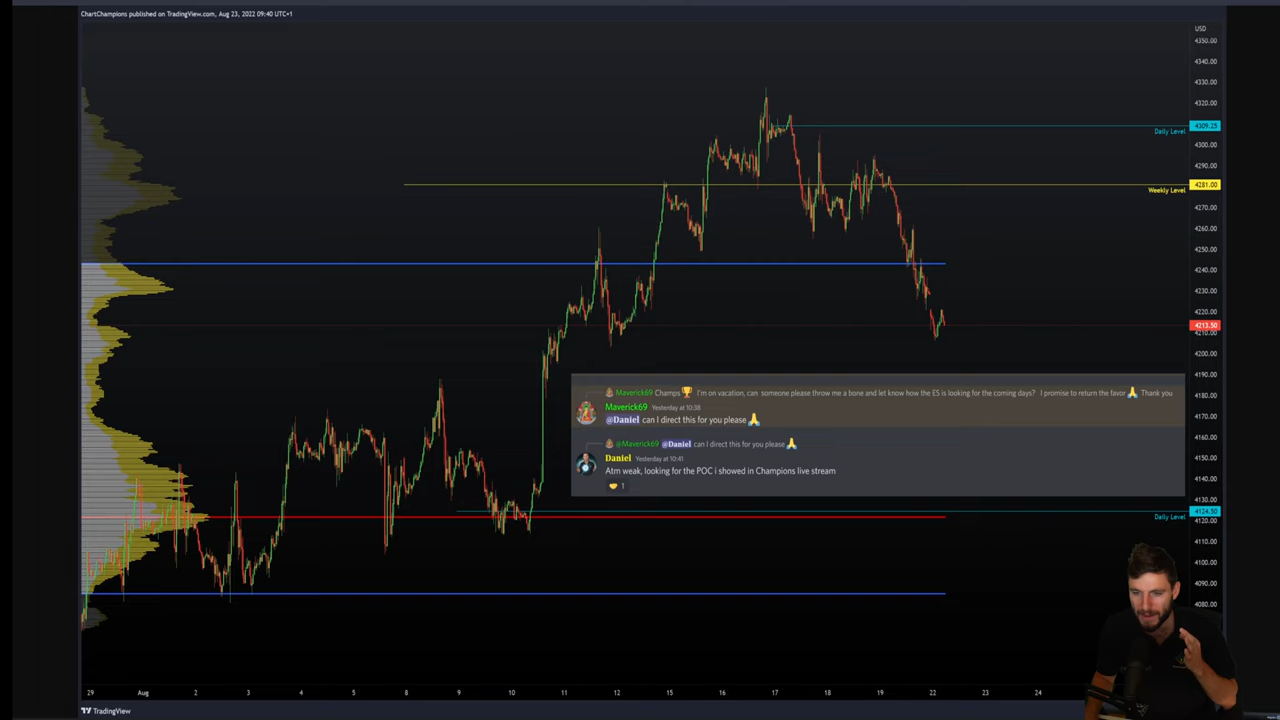 ChartChampions published on TradingView.com, Aug 23, 2022 09:40 UTC+1
USD
4350.00
4340.00
4330.00
4320.00
4309.25
Daily Level
4300.00
4290.00
4281.00
Weekly Level
4270.00
4260.00
4250.00
4240.00
4230.00
4220.00
4213.50
4210.00
4200.00
4190.00
4180.00
4170.00
4160.00
4150.00
4140.00
4130.00
4124.50
Daily Level
4120.00
4110.00
4100.00
4090.00
4080.00
Maverick69 Champs 🏆 I'm on vacation, can someone please throw me a bone and let know how the ES is looking for the coming days? I promise to return the favor 🙏 Thank you
Maverick69 Yesterday at 10:38
@Daniel can I direct this for you please 🙏
@Maverick69 @Daniel can I direct this for you please 🙏
Daniel Yesterday at 10:41
Atm weak, looking for the POC i showed in Champions live stream
🤝 1
29 Aug 2 3 4 5 8 9 10 11 12 15 16 17 18 19 22 23 24
TradingView